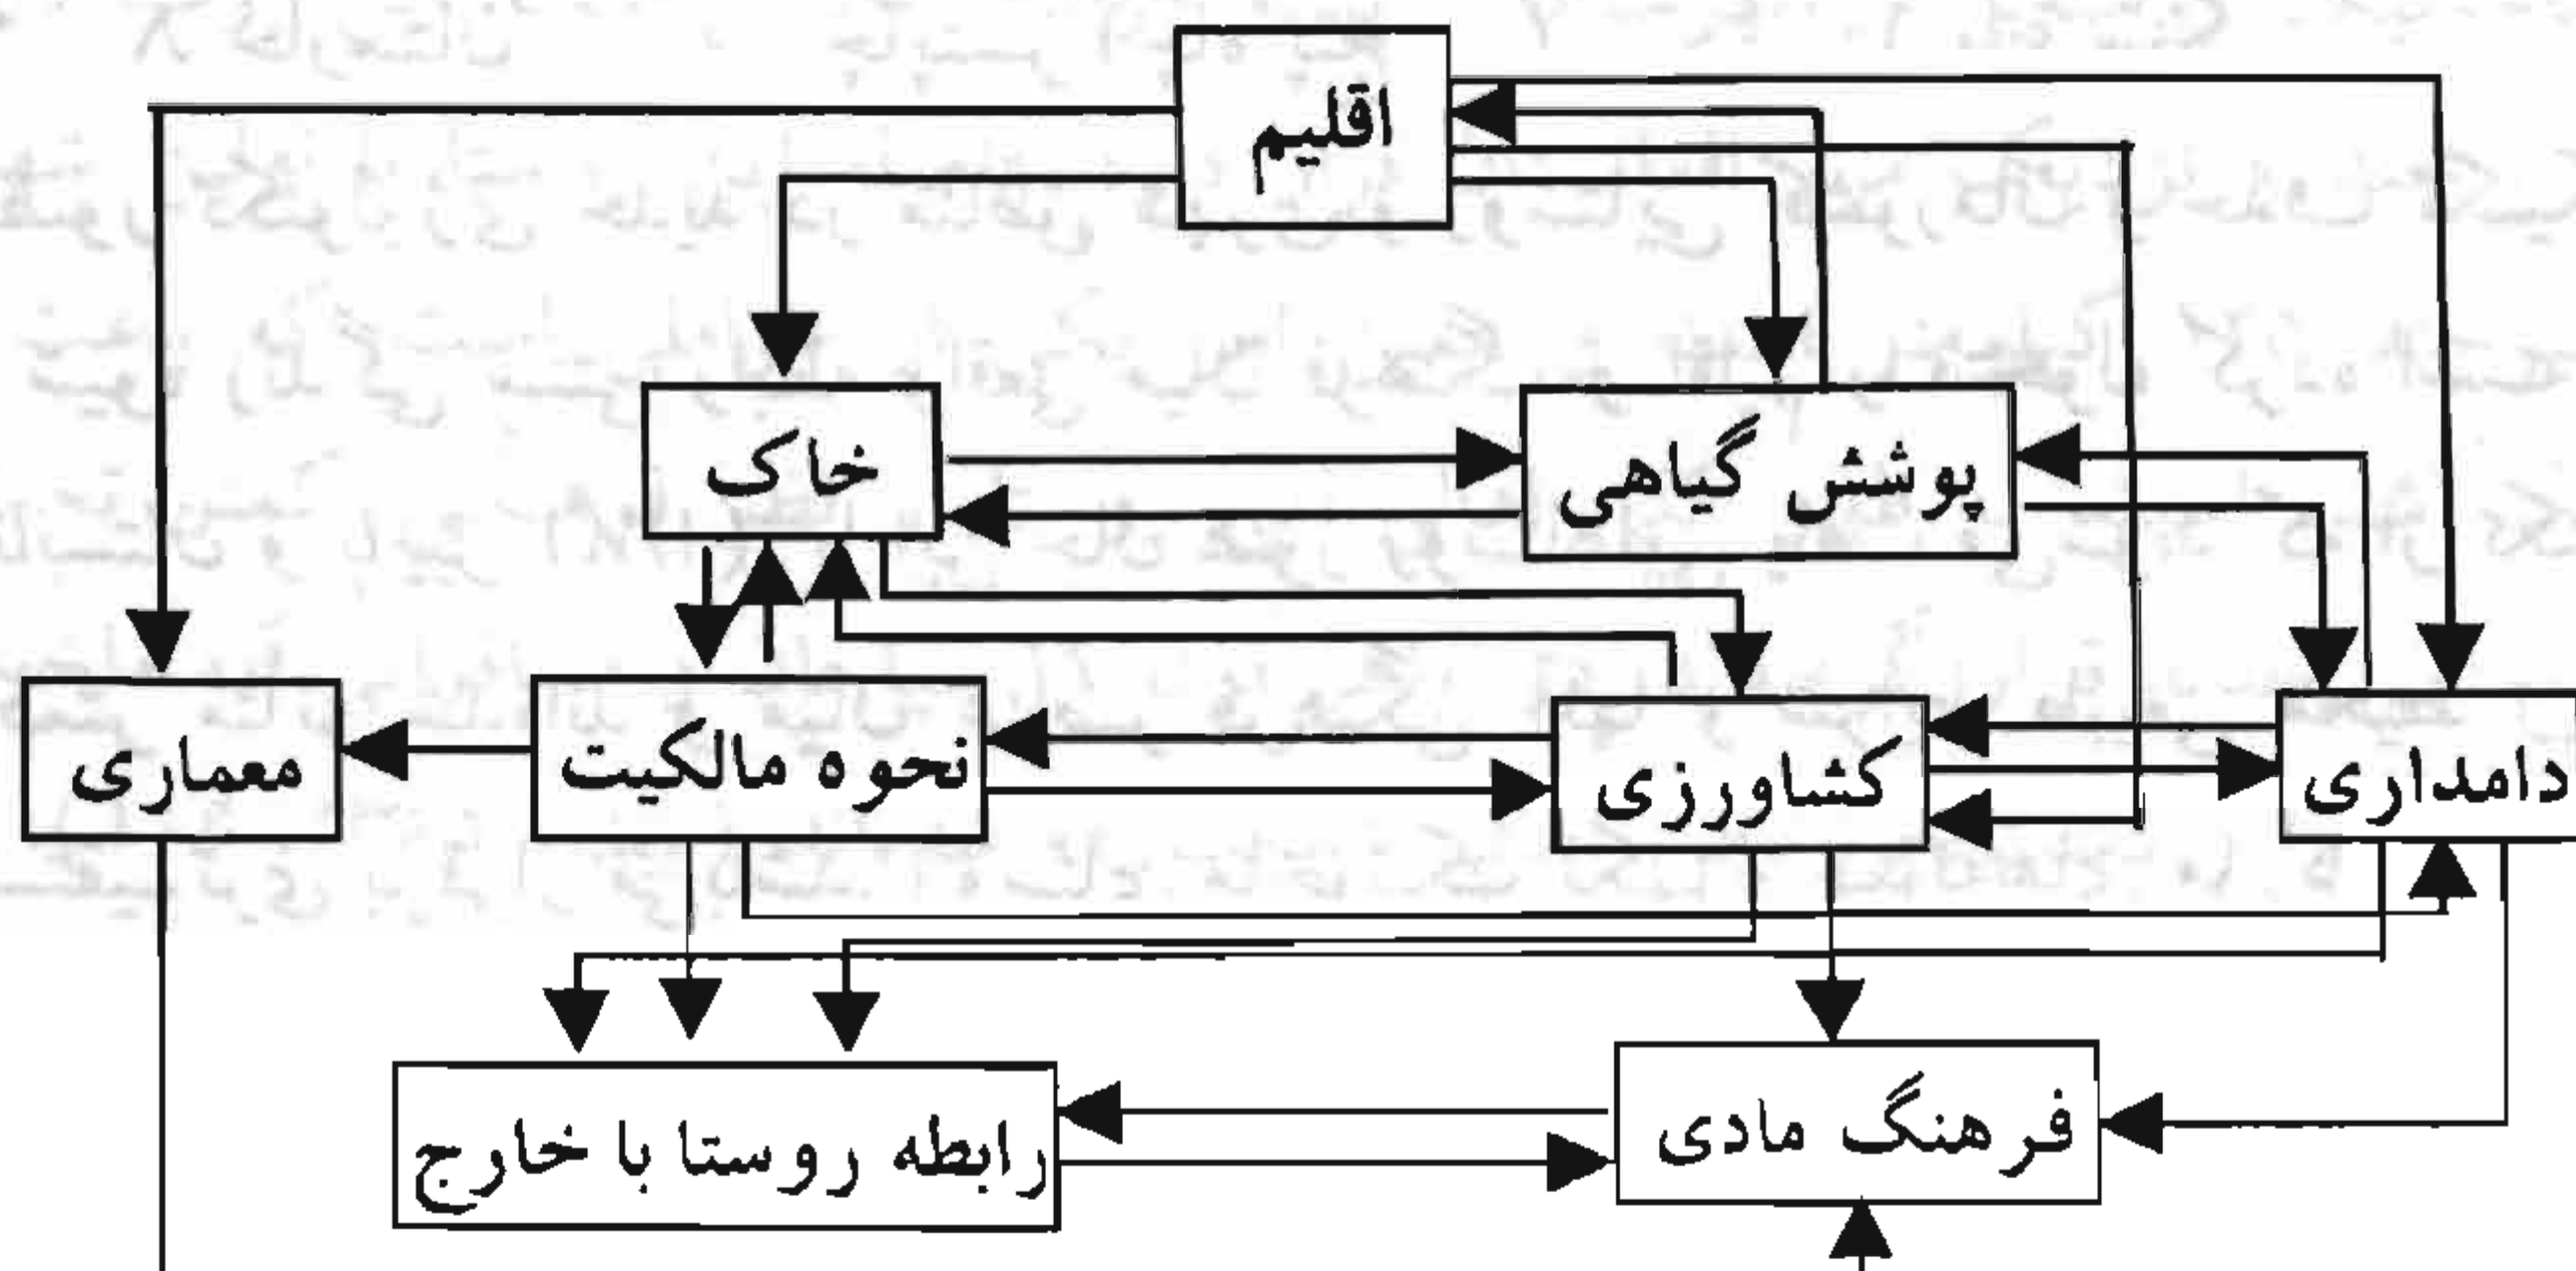 اقلیم
پوشش گیاهی
خاک
دامداری
کشاورزی
نحوه مالکیت
معماری
فرهنگ مادی
رابطه روستا با خارج